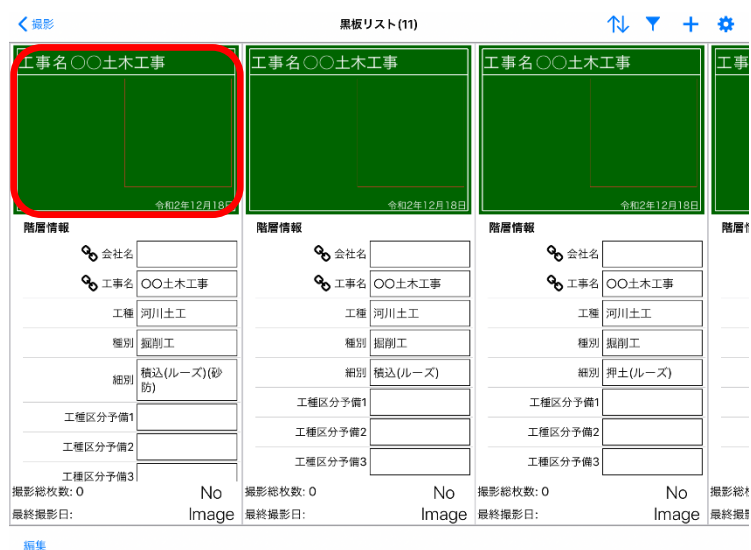 撮影
黒板リスト(11)
工事名○○土木工事
令和2年12月18日
階層情報
会社名
工事名 〇〇土木工事
工種 河川土工
種別 掘削工
細別 積込(ルーズ)(砂防)
工種区分予備1
工種区分予備2
工種区分予備3
撮影総枚数: 0
最終撮影日:
No
Image
工事名○○土木工事
令和2年12月18日
階層情報
会社名
工事名 〇〇土木工事
工種 河川土工
種別 掘削工
細別 積込(ルーズ)
工種区分予備1
工種区分予備2
工種区分予備3
撮影総枚数: 0
最終撮影日:
No
Image
工事名○○土木工事
令和2年12月18日
階層情報
会社名
工事名 〇〇土木工事
工種 河川土工
種別 掘削工
細別 押土(ルーズ)
工種区分予備1
工種区分予備2
工種区分予備3
撮影総枚数: 0
最終撮影日:
No
Image
工事
階層
撮影総
最終撮
編集